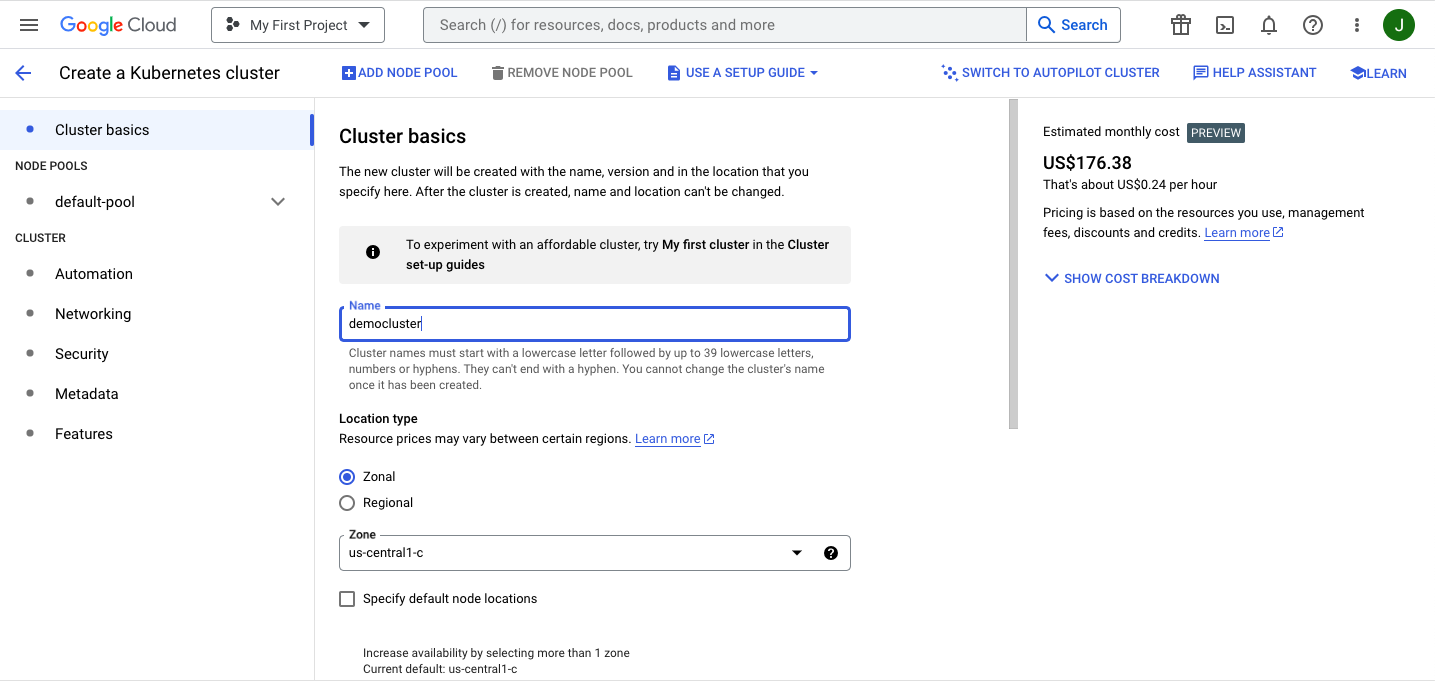 Google Cloud
My First Project
Search (/) for resources, docs, products and more
Search
J
Create a Kubernetes cluster
ADD NODE POOL
REMOVE NODE POOL
USE A SETUP GUIDE
SWITCH TO AUTOPILOT CLUSTER
HELP ASSISTANT
LEARN
Cluster basics
NODE POOLS
default-pool
CLUSTER
Automation
Networking
Security
Metadata
Features
Cluster basics
The new cluster will be created with the name, version and in the location that you
specify here. After the cluster is created, name and location can't be changed.
To experiment with an affordable cluster, try My first cluster in the Cluster
set-up guides
Name
democluster
Cluster names must start with a lowercase letter followed by up to 39 lowercase letters,
numbers or hyphens. They can't end with a hyphen. You cannot change the cluster's name
once it has been created.
Location type
Resource prices may vary between certain regions. Learn more
Zonal
Regional
Zone
us-central1-c
Specify default node locations
Increase availability by selecting more than 1 zone
Current default: us-central1-c
Estimated monthly cost PREVIEW
US$176.38
That's about US$0.24 per hour
Pricing is based on the resources you use, management
fees, discounts and credits. Learn more
SHOW COST BREAKDOWN